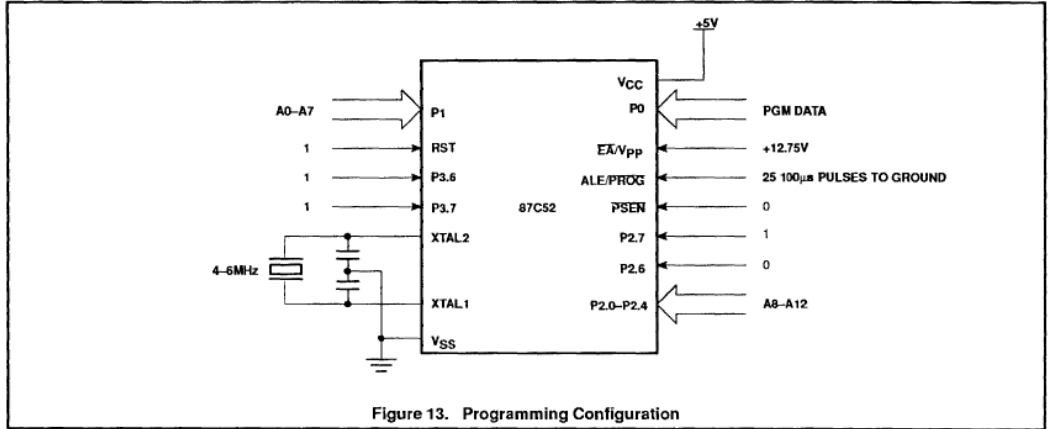 +5V
VCC
A0–A7
P1
P0
PGM DATA
1
RST
EA/VPP
+12.75V
1
P3.6
ALE/PROG
25 100μs PULSES TO GROUND
1
P3.7
87C52
PSEN
0
XTAL2
P2.7
1
4–6MHz
P2.6
0
XTAL1
P2.0–P2.4
A8–A12
VSS
Figure 13. Programming Configuration